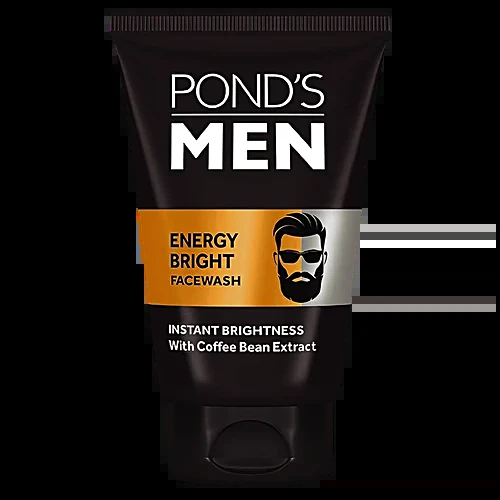 POND'S
MEN
ENERGY
BRIGHT
FACEWASH
INSTANT BRIGHTNESS
With Coffee Bean Extract